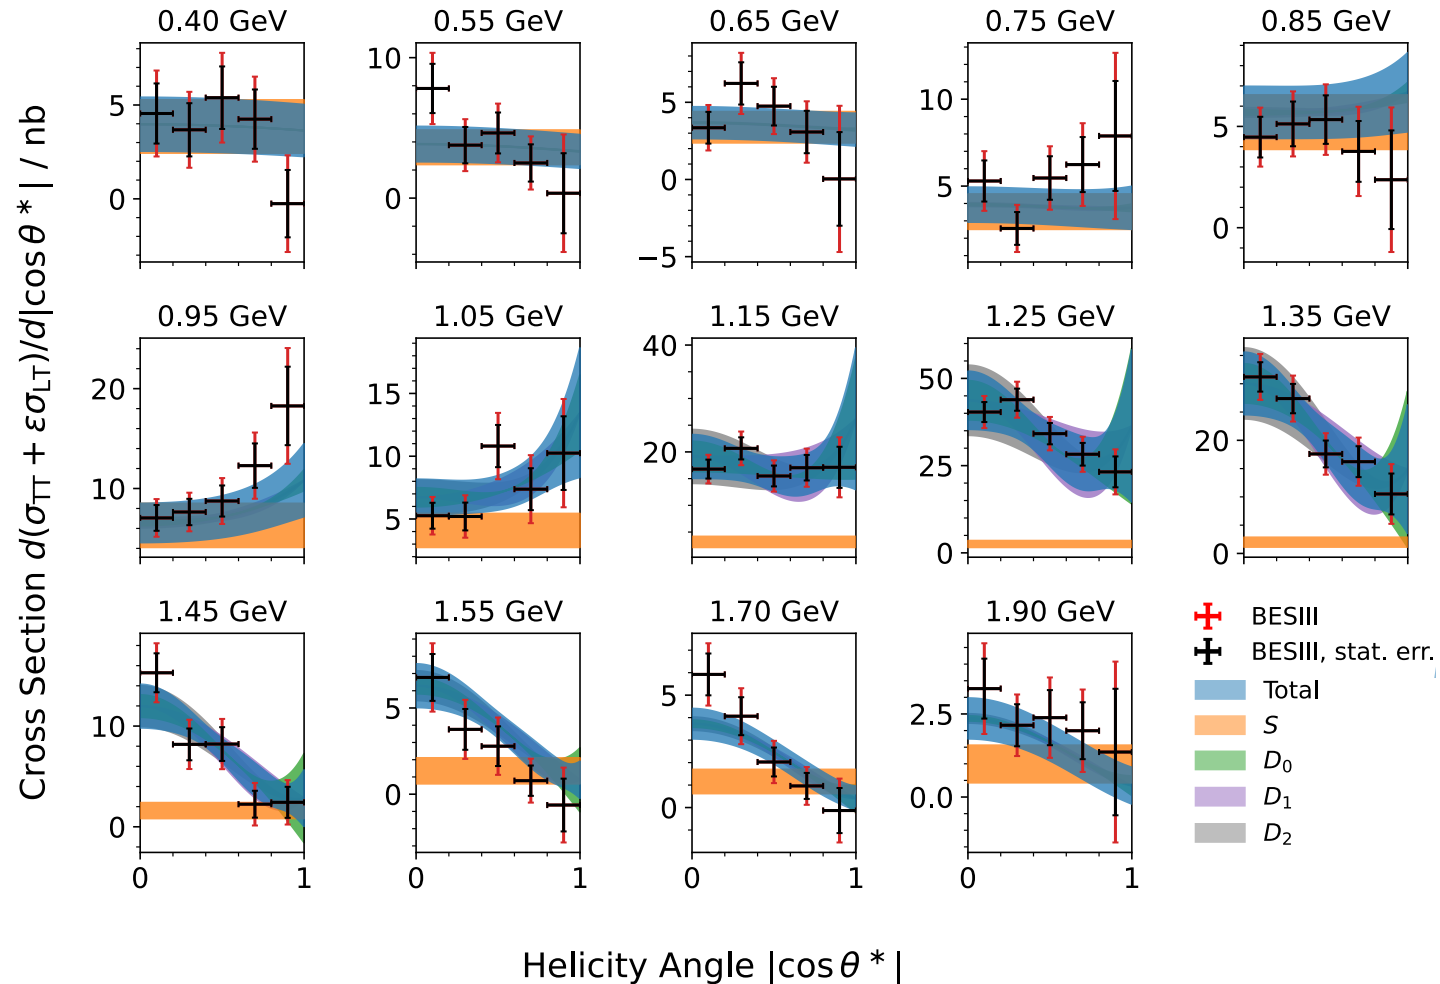 0.40 GeV 0.55 GeV 0.65 GeV 0.75 GeV 0.85 GeV
5
0
10
5
0
5
0
−5
10
5
5
0
0.95 GeV 1.05 GeV 1.15 GeV 1.25 GeV 1.35 GeV
20
10
15
10
5
40
20
50
25
0
20
0
1.45 GeV 1.55 GeV 1.70 GeV 1.90 GeV
10
0
5
0
5
0
2.5
0.0
0 1 0 1 0 1 0 1
BESIII
BESIII, stat. err.
Total
S
D₀
D₁
D₂
Cross Section d(σ_TT + εσ_LT)/d|cos θ *| / nb
Helicity Angle |cos θ *|